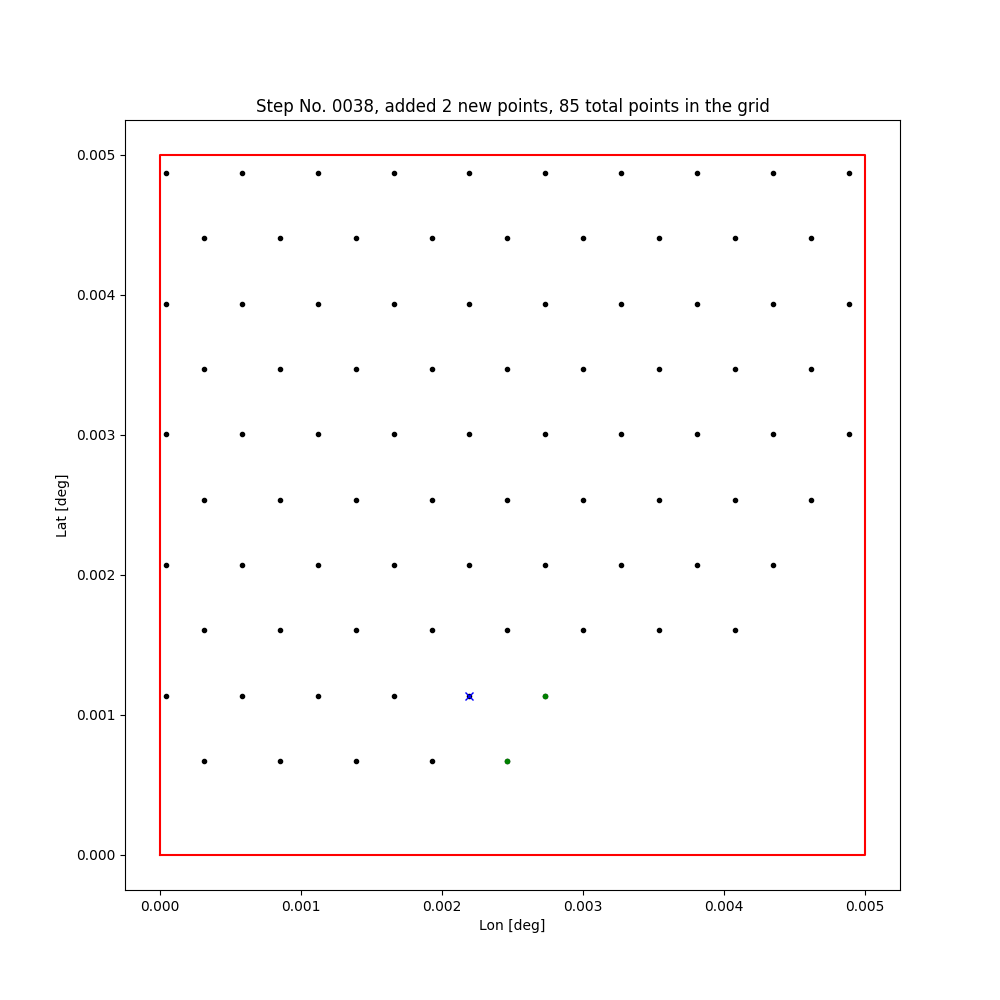 Step No. 0038, added 2 new points, 85 total points in the grid
0.005
0.004
0.003
0.002
0.001
0.000
Lat [deg]
0.000 0.001 0.002 0.003 0.004 0.005
Lon [deg]